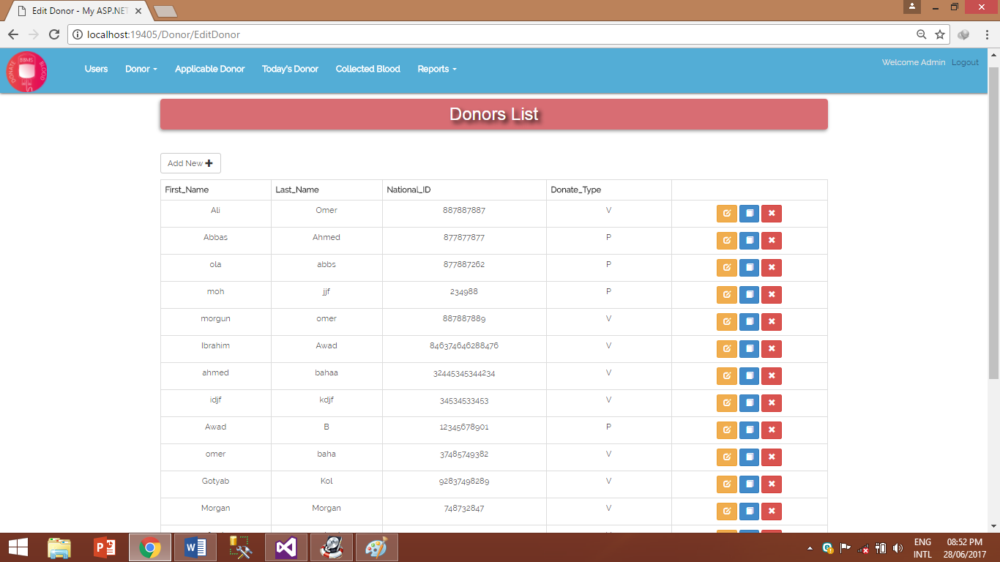 Edit Donor - My ASP.NET
localhost:19405/Donor/EditDonor
DONATE BBMS BLOOD
Users Donor Applicable Donor Today's Donor Collected Blood Reports
Welcome Admin Logout
Donors List
Add New
First_Name Last_Name National_ID Donate_Type
Ali Omer 887887887 V
Abbas Ahmed 877877877 P
ola abbs 877887262 P
moh jjf 234988 P
morgun omer 887887889 V
Ibrahim Awad 846374646288476 V
ahmed bahaa 32445345344234 V
idjf kdjf 34534533453 V
Awad B 12345678901 P
omer baha 37485749382 V
Gotyab Kol 92837498289 V
Morgan Morgan 748732847 V
ENG 08:52 PM
INTL 28/06/2017